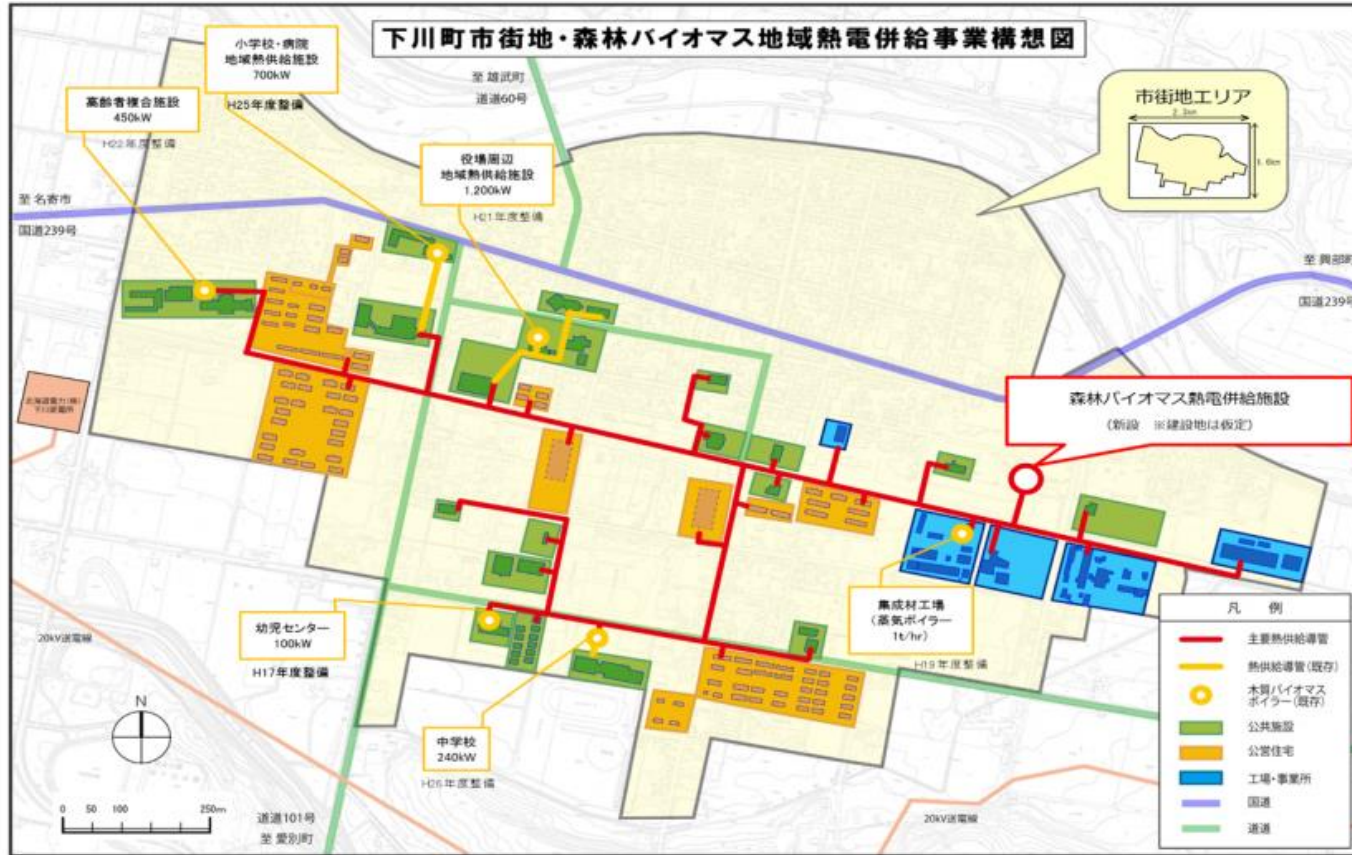 下川町市街地・森林バイオマス地域熱電併給事業構想図
小学校・病院
地域熱供給施設
700kW
H25年度整備
高齢者複合施設
450kW
H22年度整備
至 雄武町
道道60号
役場周辺
地域熱供給施設
1,200kW
H21年度整備
市街地エリア
至 名寄市
国道239号
至 興部町
国道239号
北海道電力(株)
森林バイオマス熱電併給施設
(新設 ※建設地は仮定)
20kV送電線
幼児センター
100kW
H17年度整備
集成材工場
(蒸気ボイラー
1t/hr)
H19年度整備
中学校
240kW
H26年度整備
N
0 50 100 250m
道道101号
至 愛別町
20kV送電線
凡 例
主要熱供給導管
熱供給導管(既存)
木質バイオマス
ボイラー(既存)
公共施設
公営住宅
工場・事業所
国道
道道